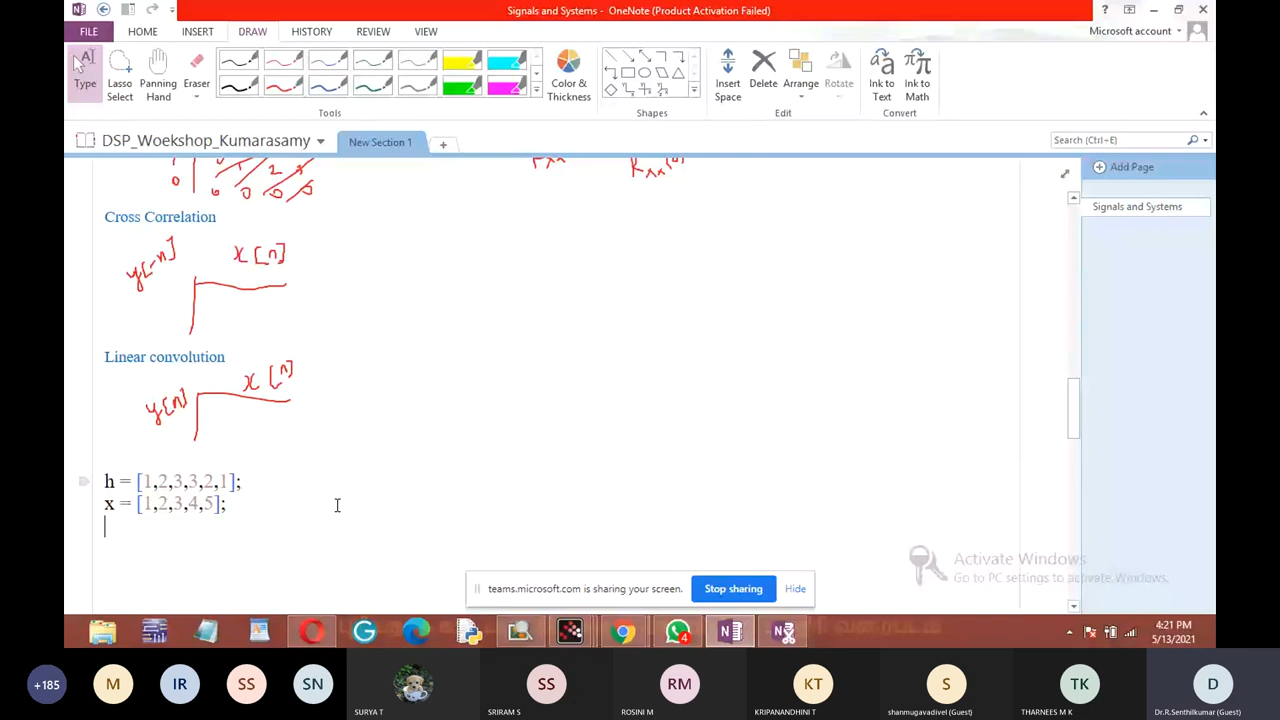 Signals and Systems - OneNote (Product Activation Failed)
FILE HOME INSERT DRAW HISTORY REVIEW VIEW
Microsoft account
Type Lasso Select Panning Hand Eraser
Color & Thickness
Insert Space Delete Arrange Rotate
Ink to Text Ink to Math
Tools Shapes Edit Convert
DSP_Woekshop_Kumarasamy New Section 1
Search (Ctrl+E)
Add Page
Signals and Systems
Cross Correlation
y[-n] x[n]
Linear convolution
y[n] x[n]
h = [1,2,3,3,2,1];
x = [1,2,3,4,5];
Activate Windows
Go to PC settings to activate Windows.
teams.microsoft.com is sharing your screen. Stop sharing Hide
4:21 PM
5/13/2021
+185 M IR SS SN SS RM KT S TK D
SURYA T SRIRAM S ROSINI M KRIPANANDHINI T shanmugavadivel (Guest) THARNEES M K Dr.R.Senthilkumar (Guest)